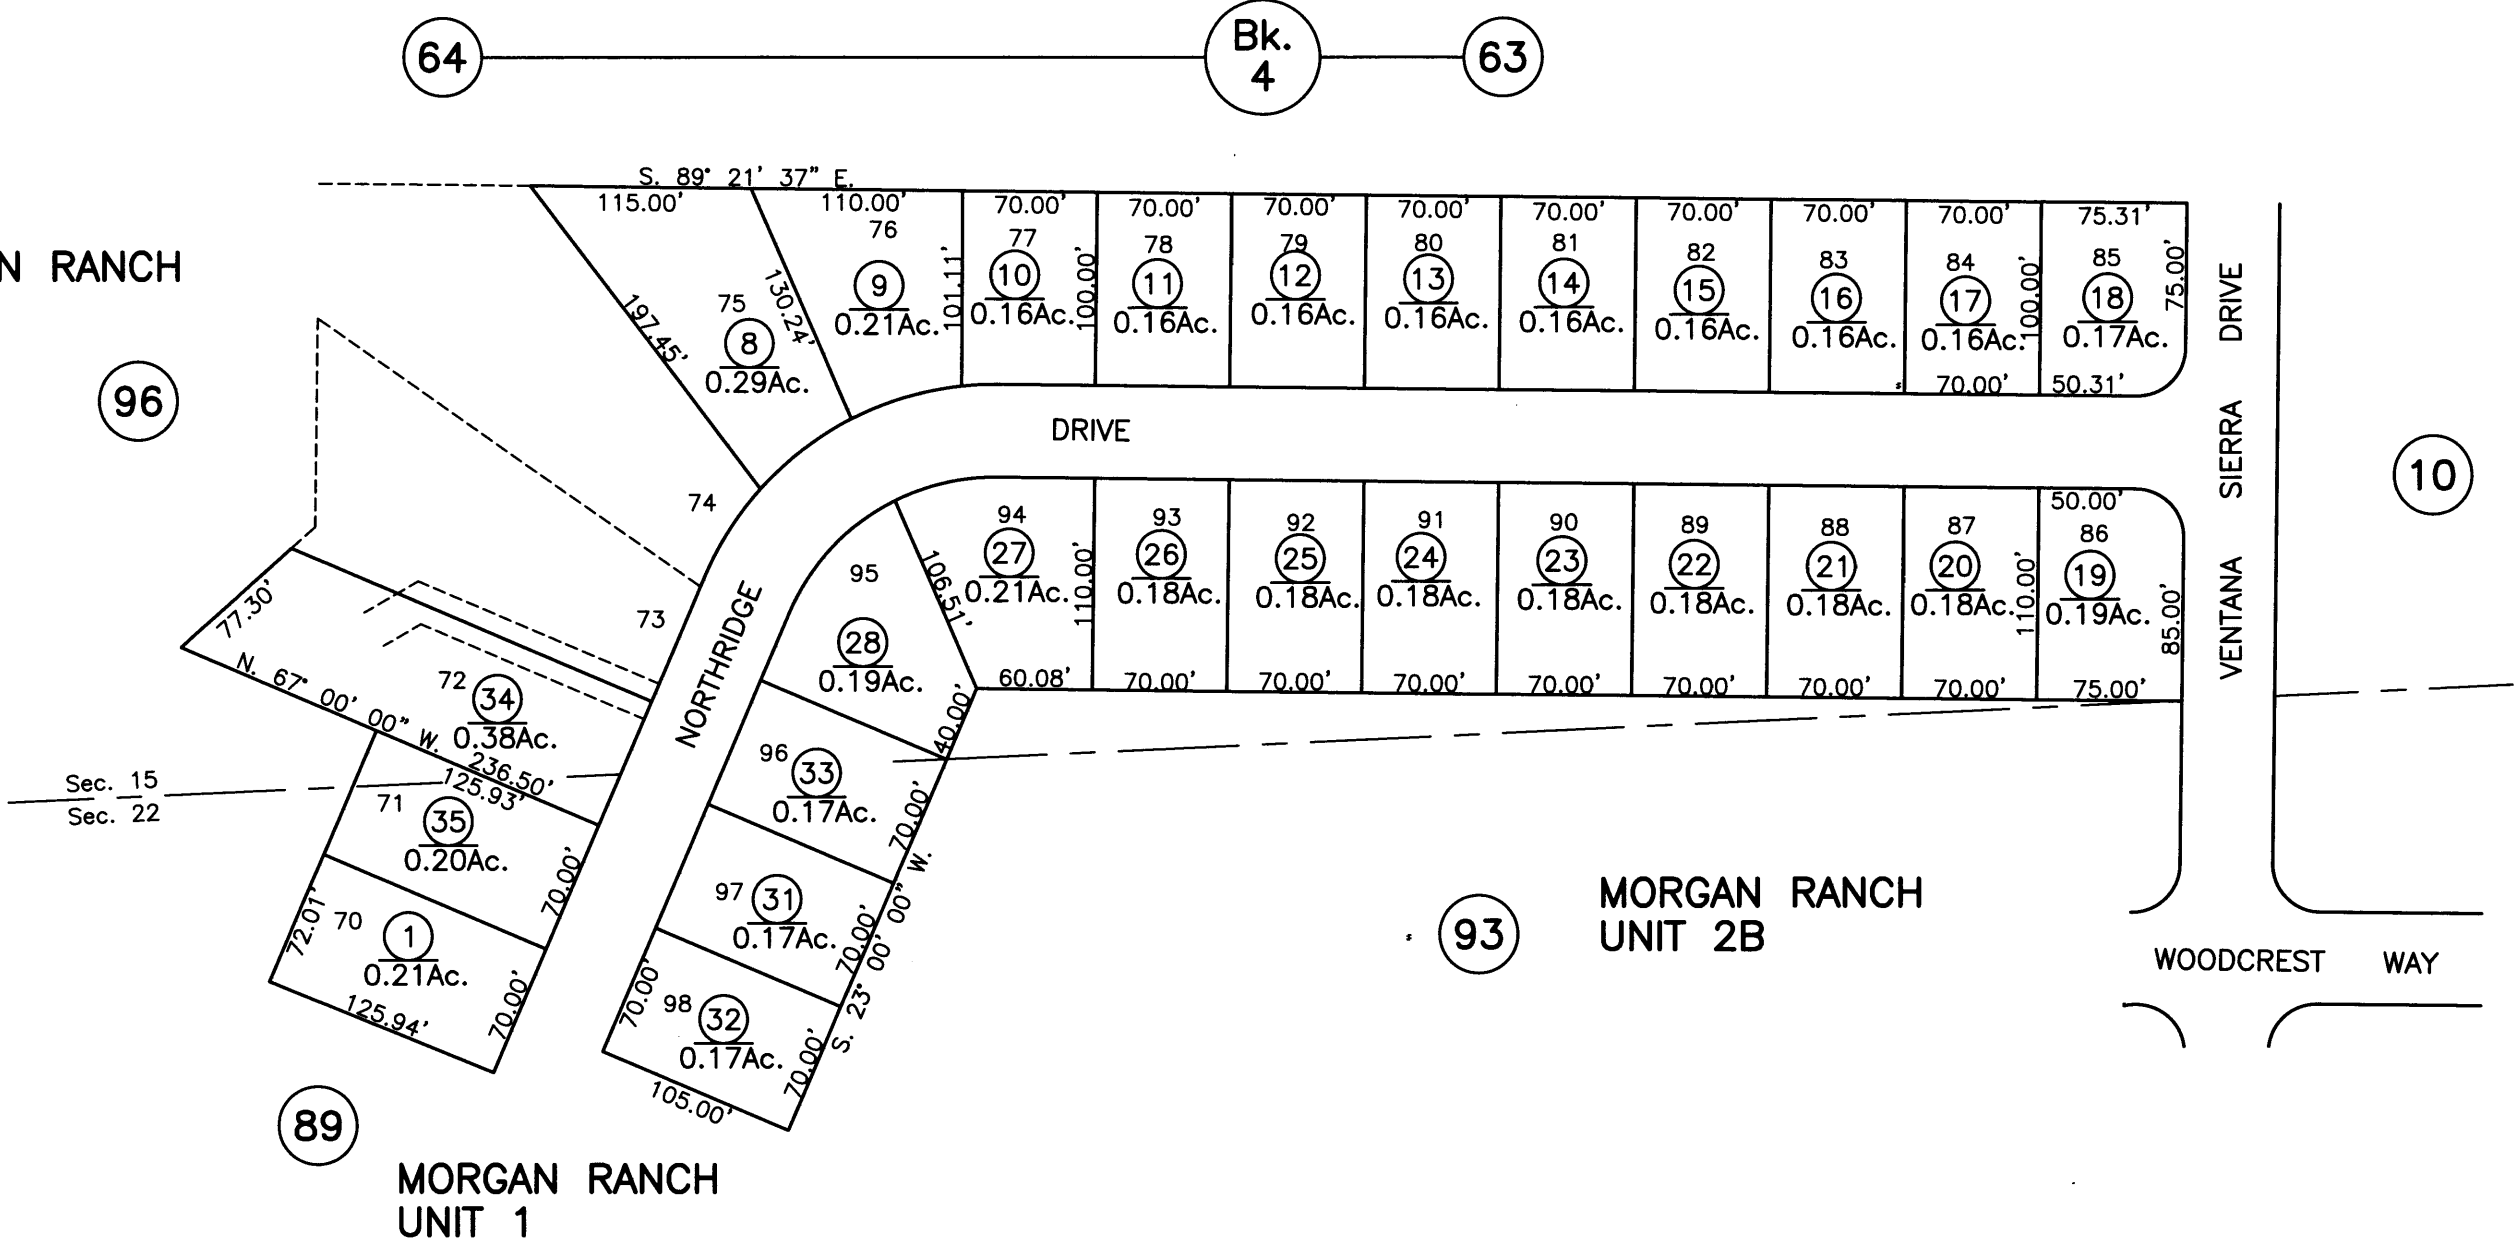 64
Bk.
4
63
S. 89° 21' 37" E.
115.00'
110.00'
70.00'
70.00'
70.00'
70.00'
70.00'
70.00'
70.00'
70.00'
75.31'
N RANCH
96
197.45'
75
8
0.29Ac.
130.24'
76
9
0.21Ac.
101.11'
77
10
0.16Ac.
100.00'
78
11
0.16Ac.
79
12
0.16Ac.
80
13
0.16Ac.
81
14
0.16Ac.
82
15
0.16Ac.
83
16
0.16Ac.
84
17
0.16Ac.
100.00'
70.00'
85
18
0.17Ac.
75.00'
50.31'
DRIVE
VENTANA SIERRA DRIVE
10
74
73
NORTHRIDGE
95
28
0.19Ac.
106.51'
94
27
0.21Ac.
60.08'
110.00'
93
26
0.18Ac.
70.00'
92
25
0.18Ac.
70.00'
91
24
0.18Ac.
70.00'
90
23
0.18Ac.
70.00'
89
22
0.18Ac.
70.00'
88
21
0.18Ac.
70.00'
87
20
0.18Ac.
70.00'
110.00'
50.00'
86
19
0.19Ac.
85.00'
75.00'
77.30'
72
34
0.38Ac.
N. 67° 00' 00" W.
236.50'
125.93'
Sec. 15
Sec. 22
71
35
0.20Ac.
70.00'
72.01'
70
1
0.21Ac.
70.00'
125.94'
40.00'
96
33
0.17Ac.
70.00'
97
31
0.17Ac.
70.00'
S. 23° 00' 00" W.
70.00'
98
32
0.17Ac.
70.00'
105.00'
93
MORGAN RANCH
UNIT 2B
WOODCREST WAY
89
MORGAN RANCH
UNIT 1